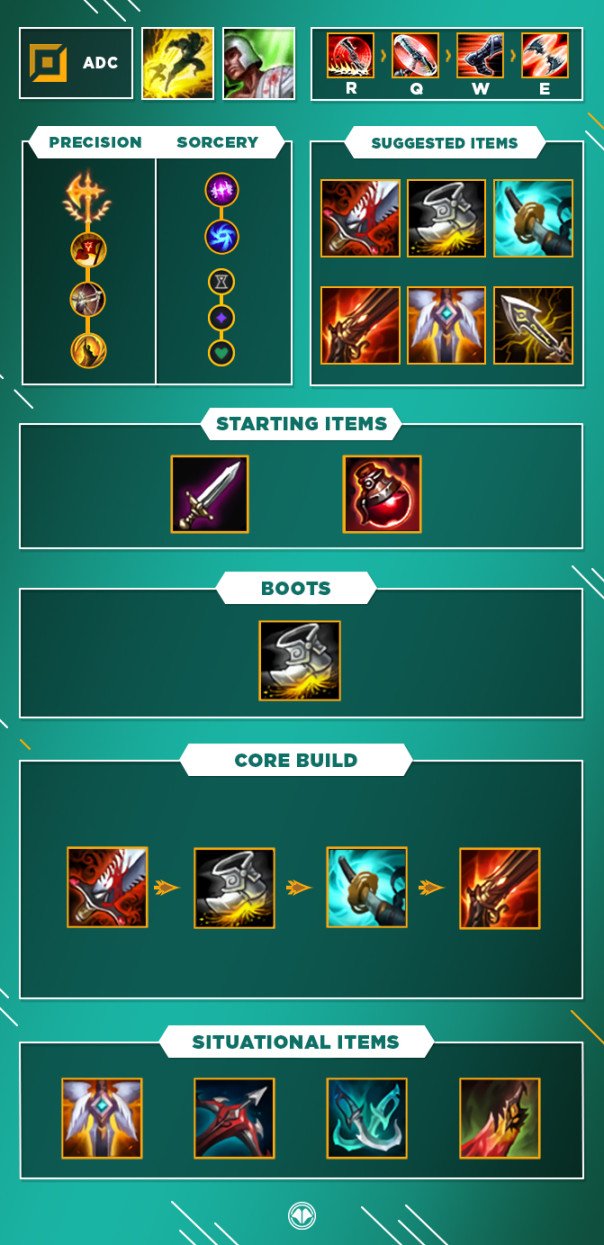 ADC
R Q W E
PRECISION SORCERY
SUGGESTED ITEMS
STARTING ITEMS
BOOTS
CORE BUILD
SITUATIONAL ITEMS